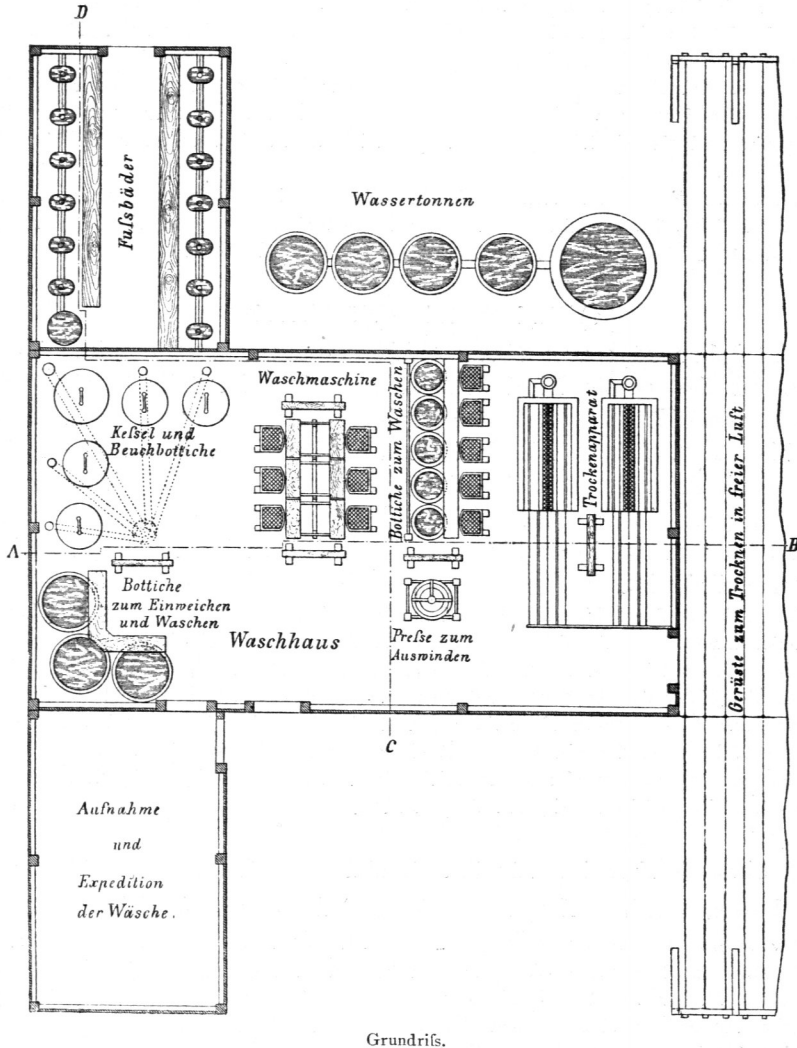 D
Fuſsbäder
Wassertonnen
Waschmaschine
Keſsel und
Beuchbottiche
Bottiche zum Waschen
Trockenapparat
Gerüste zum Trocknen in freier Luft
A
B
Bottiche
zum Einweichen
und Waschen
Waschhaus
Preſse zum
Auswinden
C
Aufnahme
und
Expedition
der Wäsche.
Grundriſs.